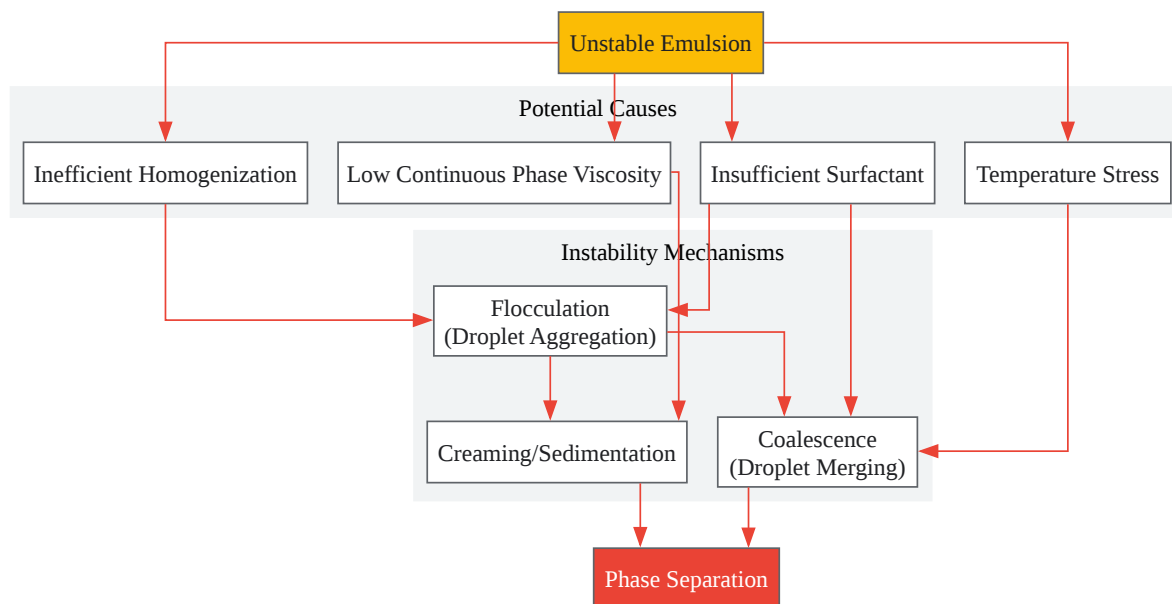 Unstable Emulsion
Potential Causes
Inefficient Homogenization
Low Continuous Phase Viscosity
Insufficient Surfactant
Temperature Stress
Instability Mechanisms
Flocculation
(Droplet Aggregation)
Creaming/Sedimentation
Coalescence
(Droplet Merging)
Phase Separation